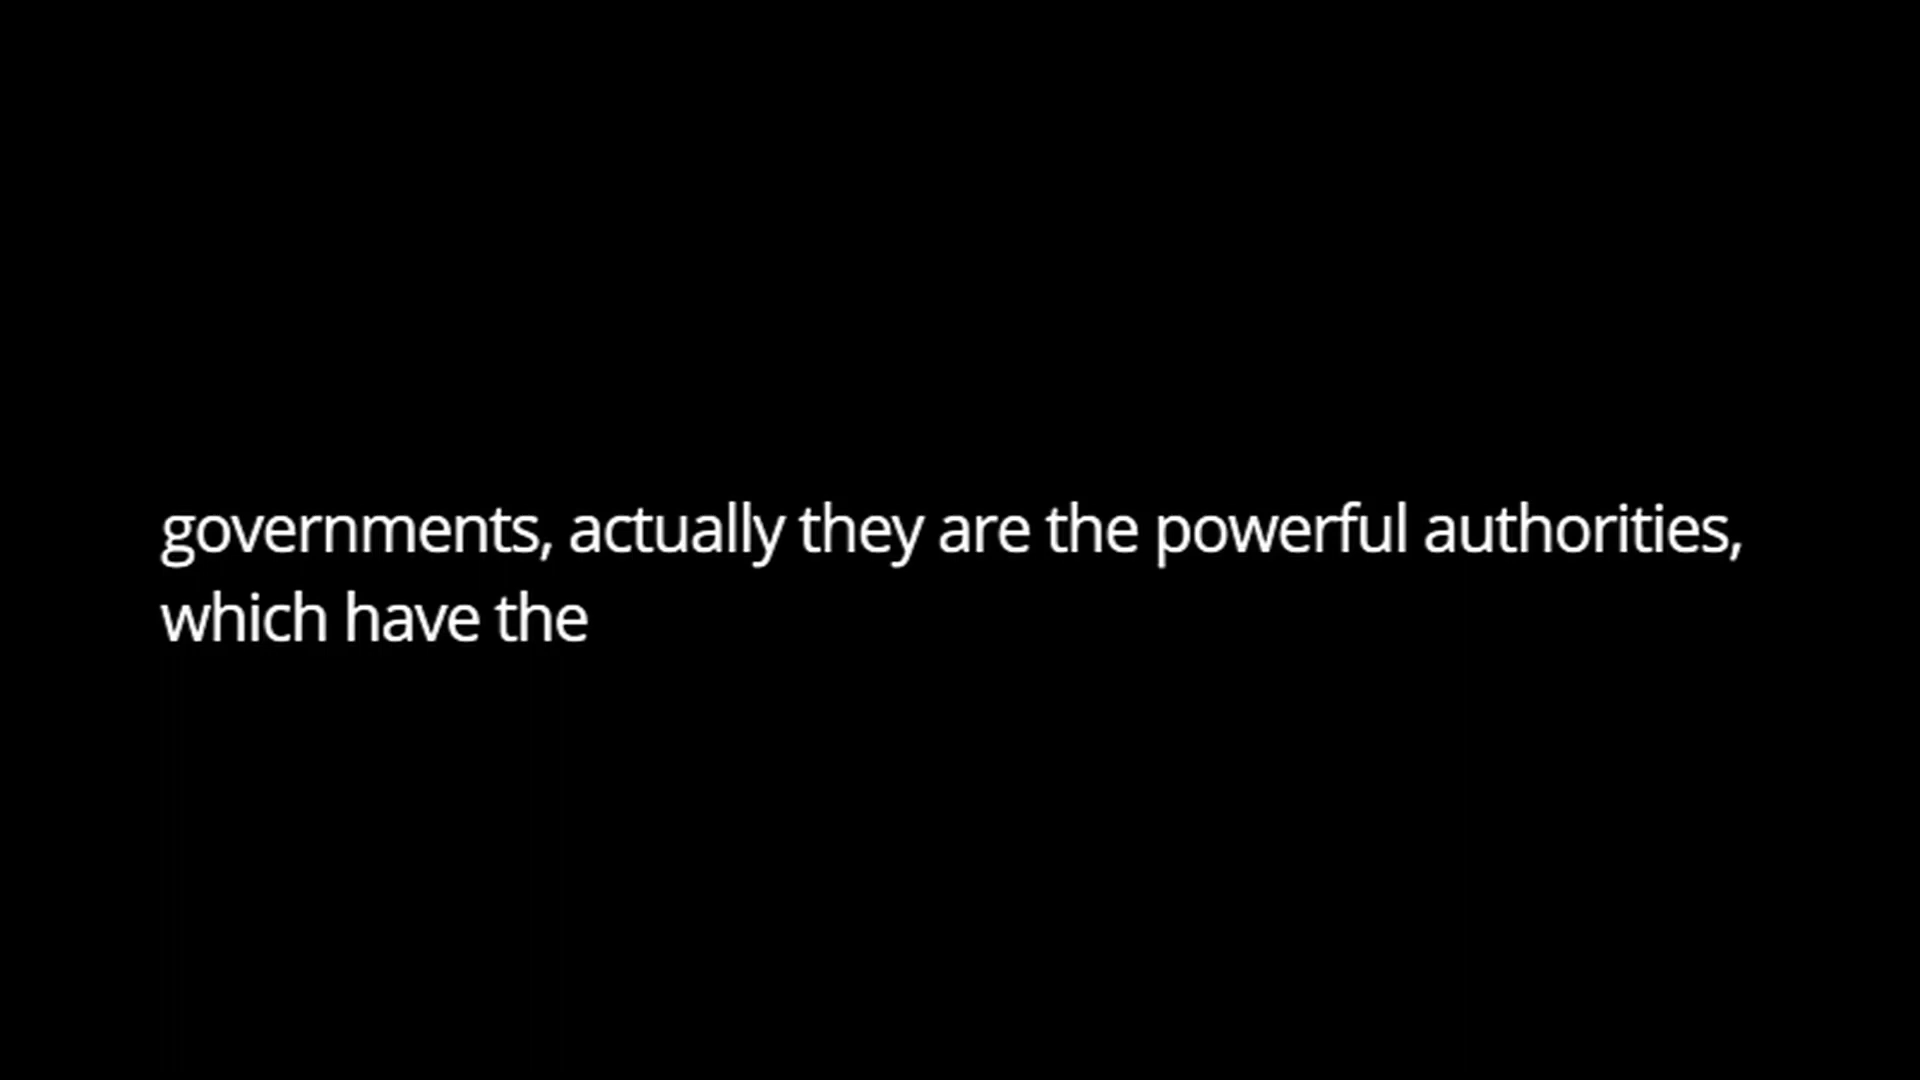 governments, actually they are the powerful authorities,
which have the